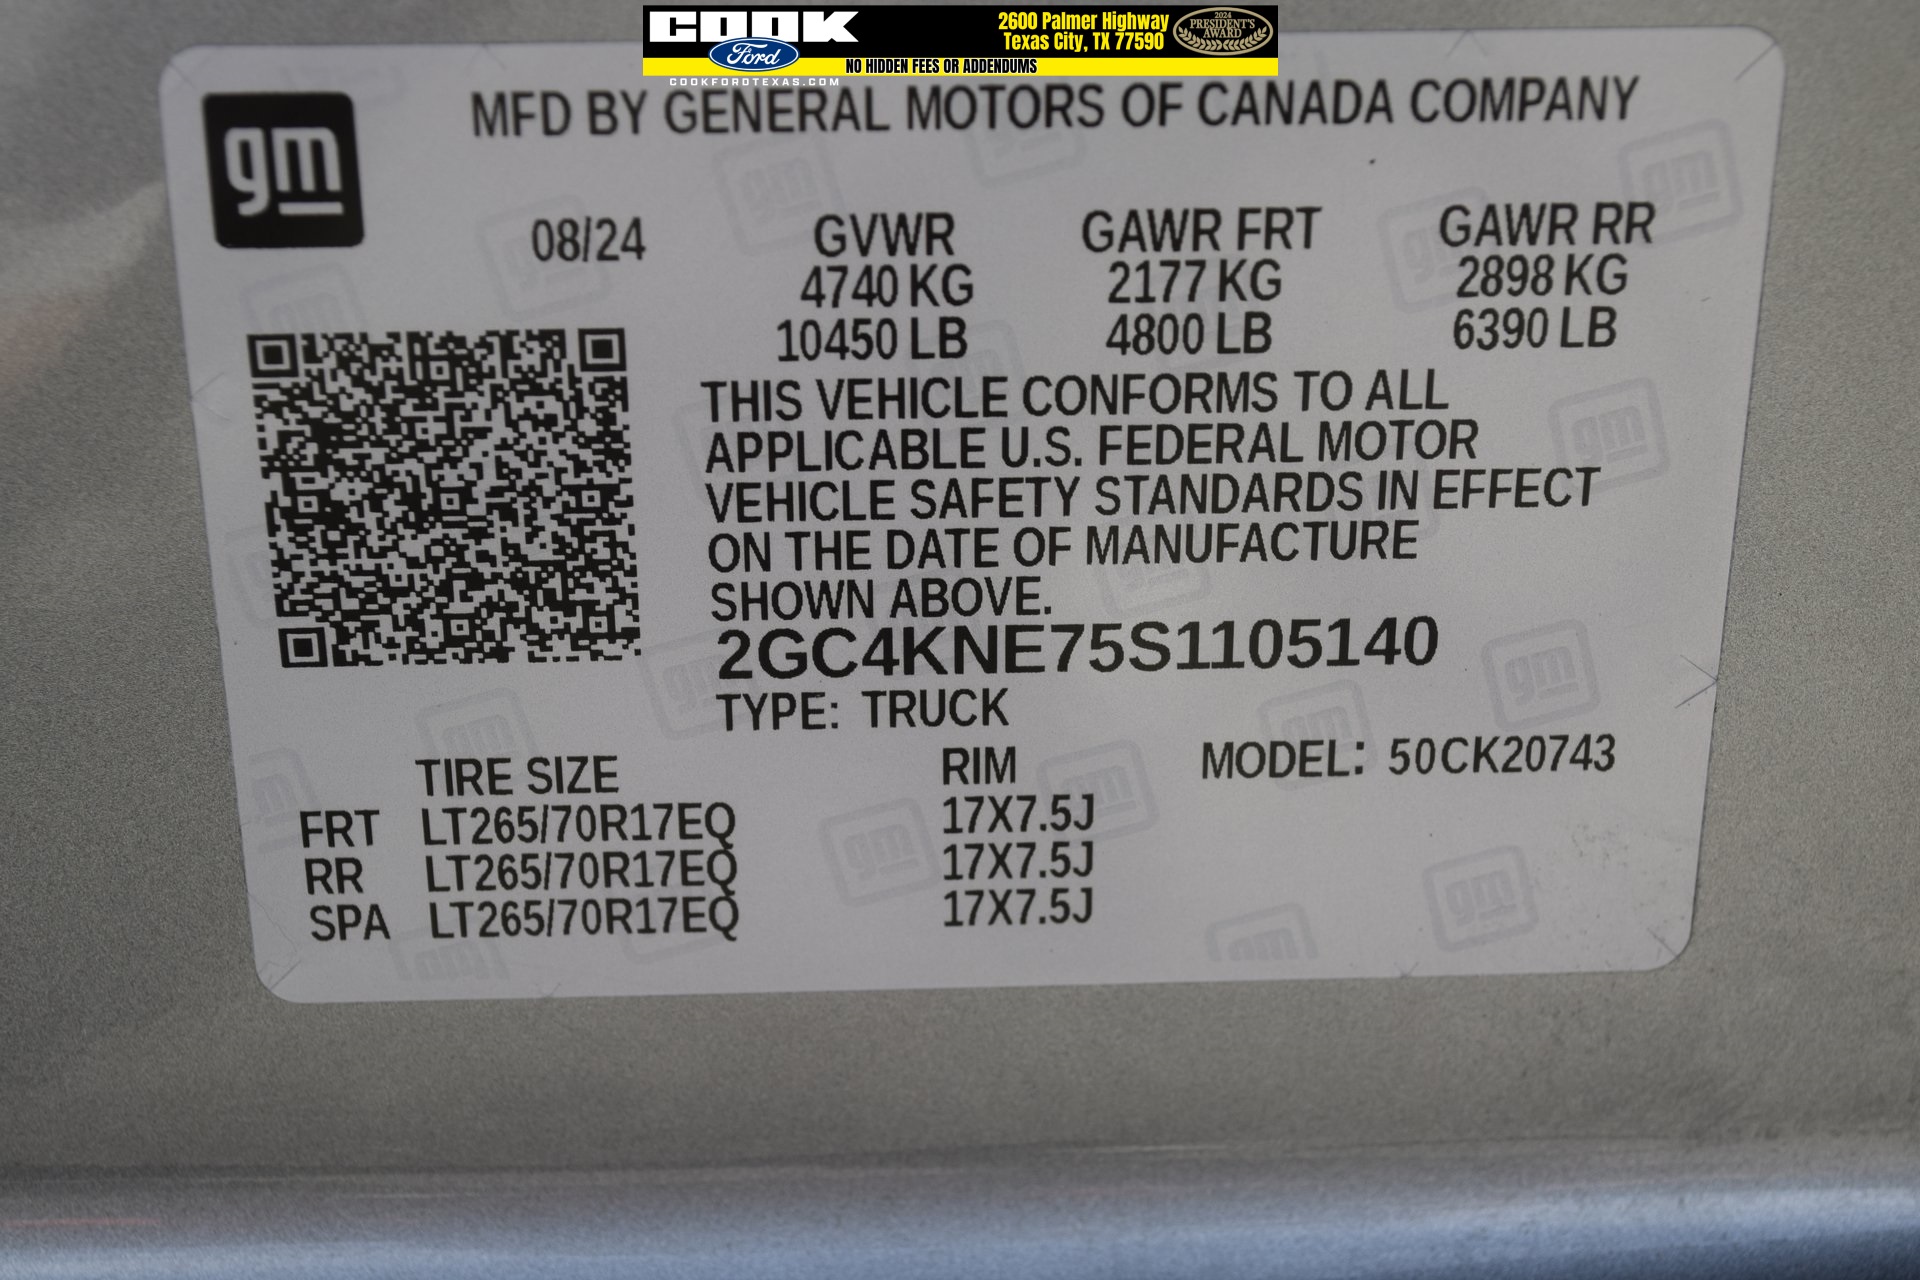 COOK
Ford
COOKFORDTEXAS.COM
2600 Palmer Highway
Texas City, TX 77590
2024
PRESIDENT'S
AWARD
NO HIDDEN FEES OR ADDENDUMS
gm
MFD BY GENERAL MOTORS OF CANADA COMPANY
08/24 GVWR GAWR FRT GAWR RR
4740 KG 2177 KG 2898 KG
10450 LB 4800 LB 6390 LB
THIS VEHICLE CONFORMS TO ALL
APPLICABLE U.S. FEDERAL MOTOR
VEHICLE SAFETY STANDARDS IN EFFECT
ON THE DATE OF MANUFACTURE
SHOWN ABOVE.
2GC4KNE75S1105140
TYPE: TRUCK
TIRE SIZE RIM MODEL: 50CK20743
FRT LT265/70R17EQ 17X7.5J
RR LT265/70R17EQ 17X7.5J
SPA LT265/70R17EQ 17X7.5J